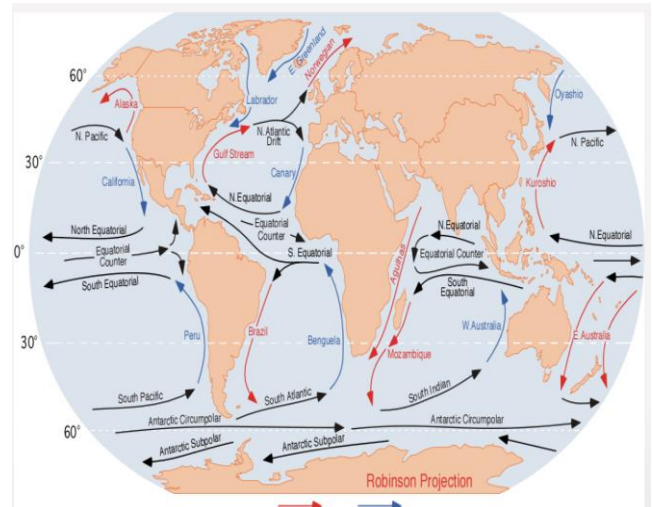 60°
30°
0°
30°
60°
E. Greenland
Norwegian
Alaska
Labrador
Oyashio
N. Pacific
N. Atlantic
Drift
N. Pacific
Gulf Stream
California
Canary
Kuroshio
N.Equatorial
North Equatorial
Equatorial
Counter
N.Equatorial
N.Equatorial
Equatorial
Counter
S. Equatorial
Equatorial Counter
South Equatorial
South
Equatorial
Agulhas
Peru
Brazil
Benguela
Mozambique
W. Australia
E. Australia
South Pacific
South Atlantic
South Indian
Antarctic Circumpolar
Antarctic Circumpolar
Antarctic Subpolar
Antarctic Subpolar
Robinson Projection